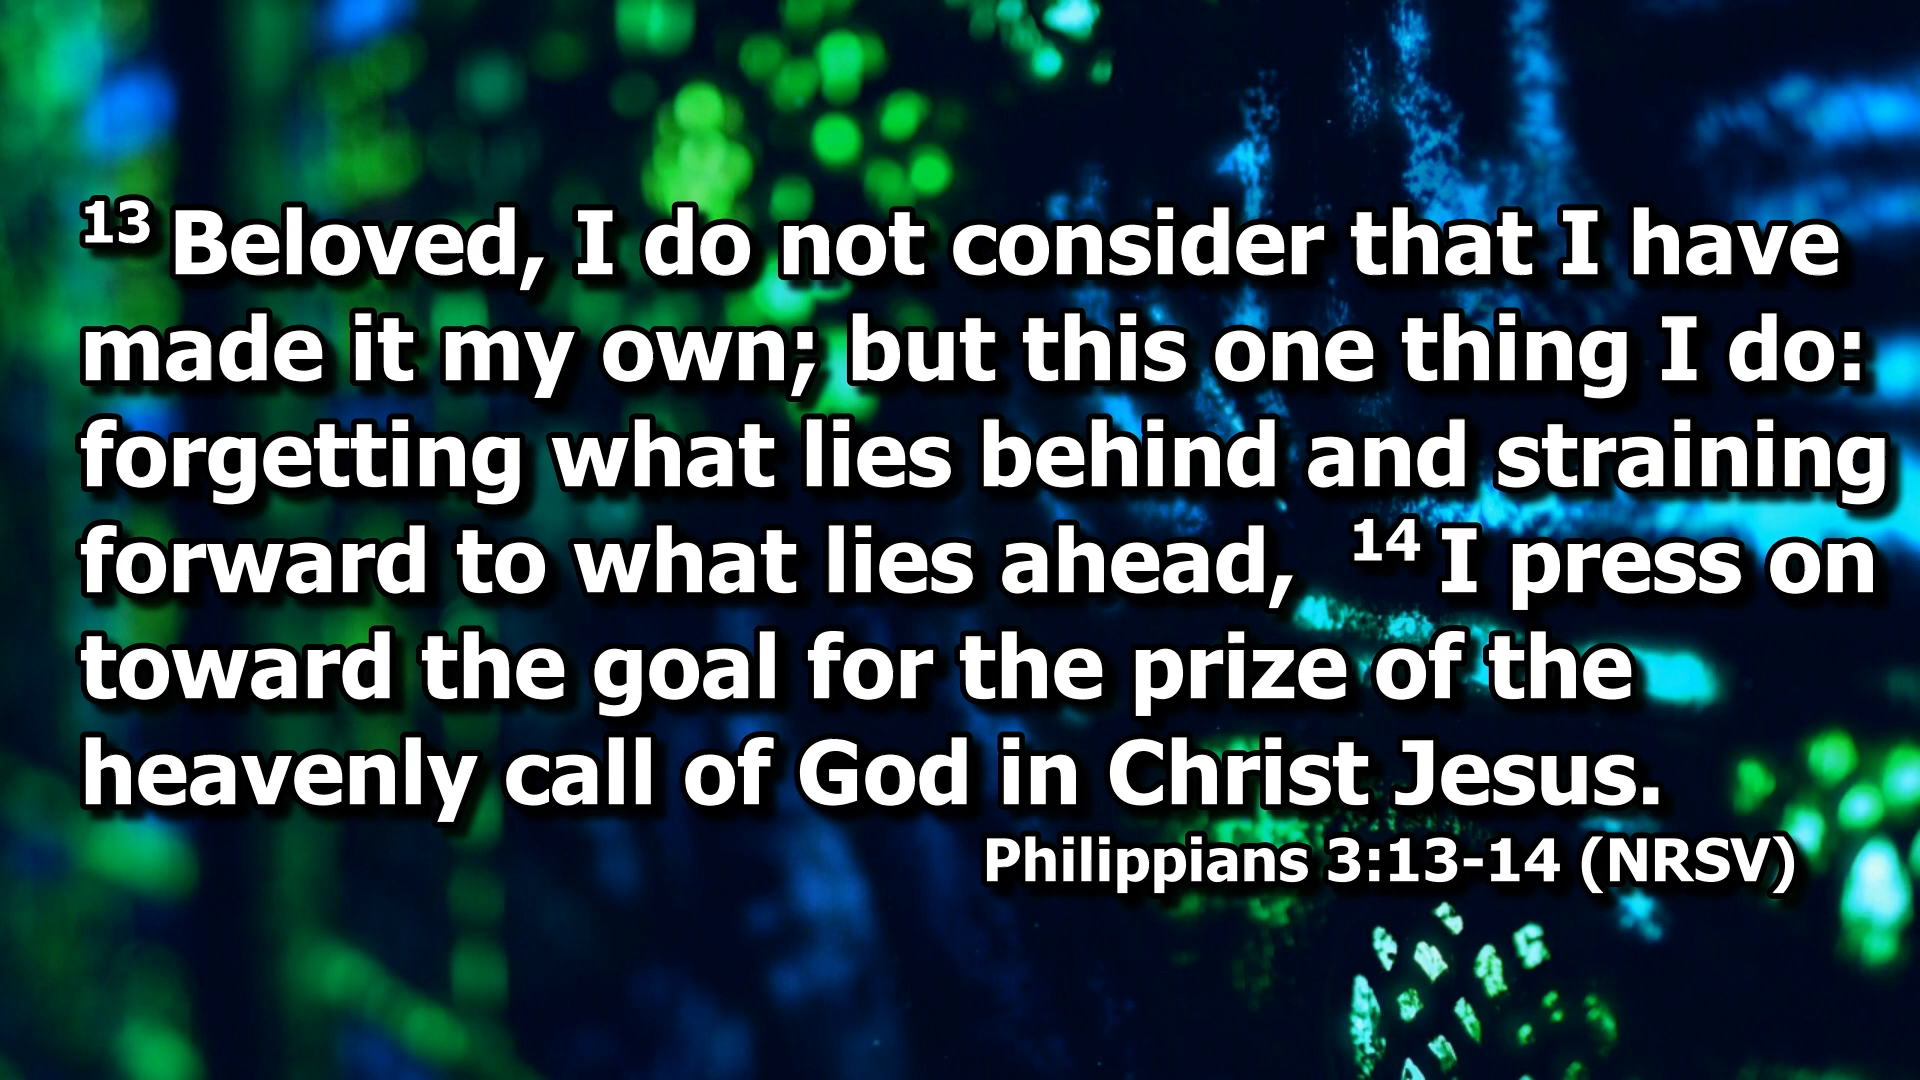 13 Beloved, I do not consider that I have
made it my own; but this one thing I do:
forgetting what lies behind and straining
forward to what lies ahead, 14 I press on
toward the goal for the prize of the
heavenly call of God in Christ Jesus.
Philippians 3:13-14 (NRSV)